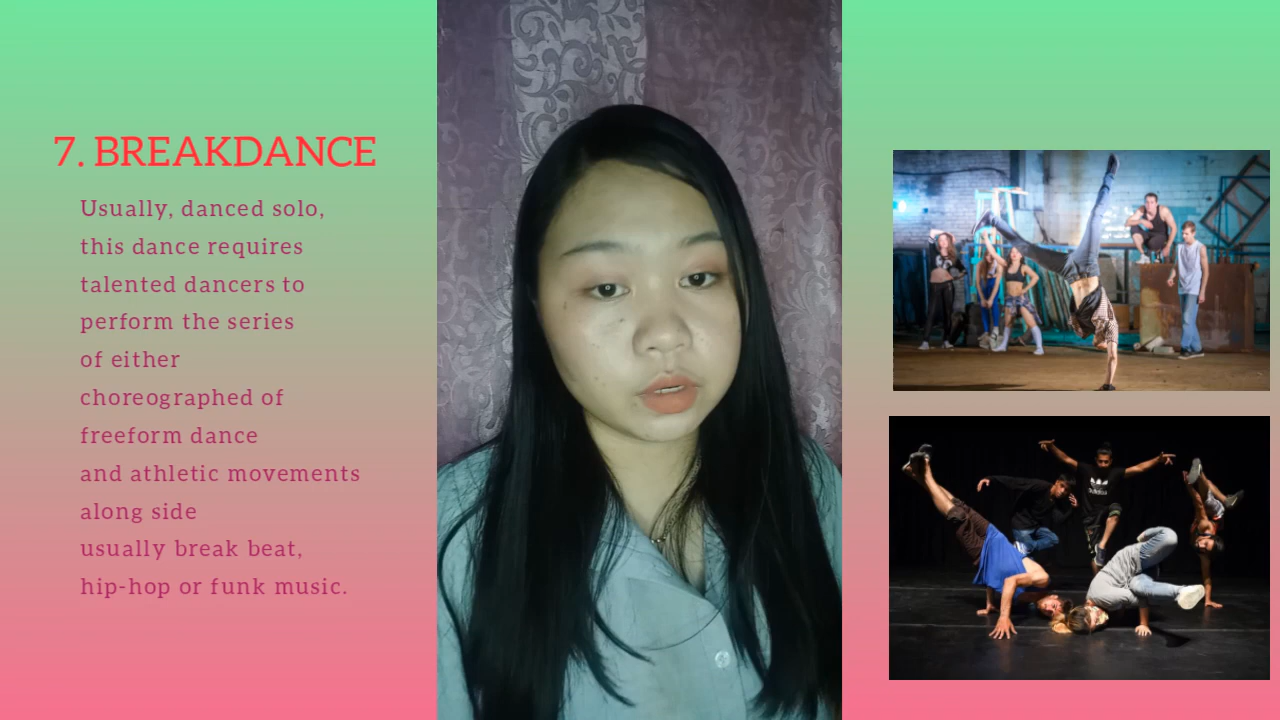 7. BREAKDANCE
Usually, danced solo,
this dance requires
talented dancers to
perform the series
of either
choreographed of
freeform dance
and athletic movements
along side
usually break beat,
hip-hop or funk music.
adidas